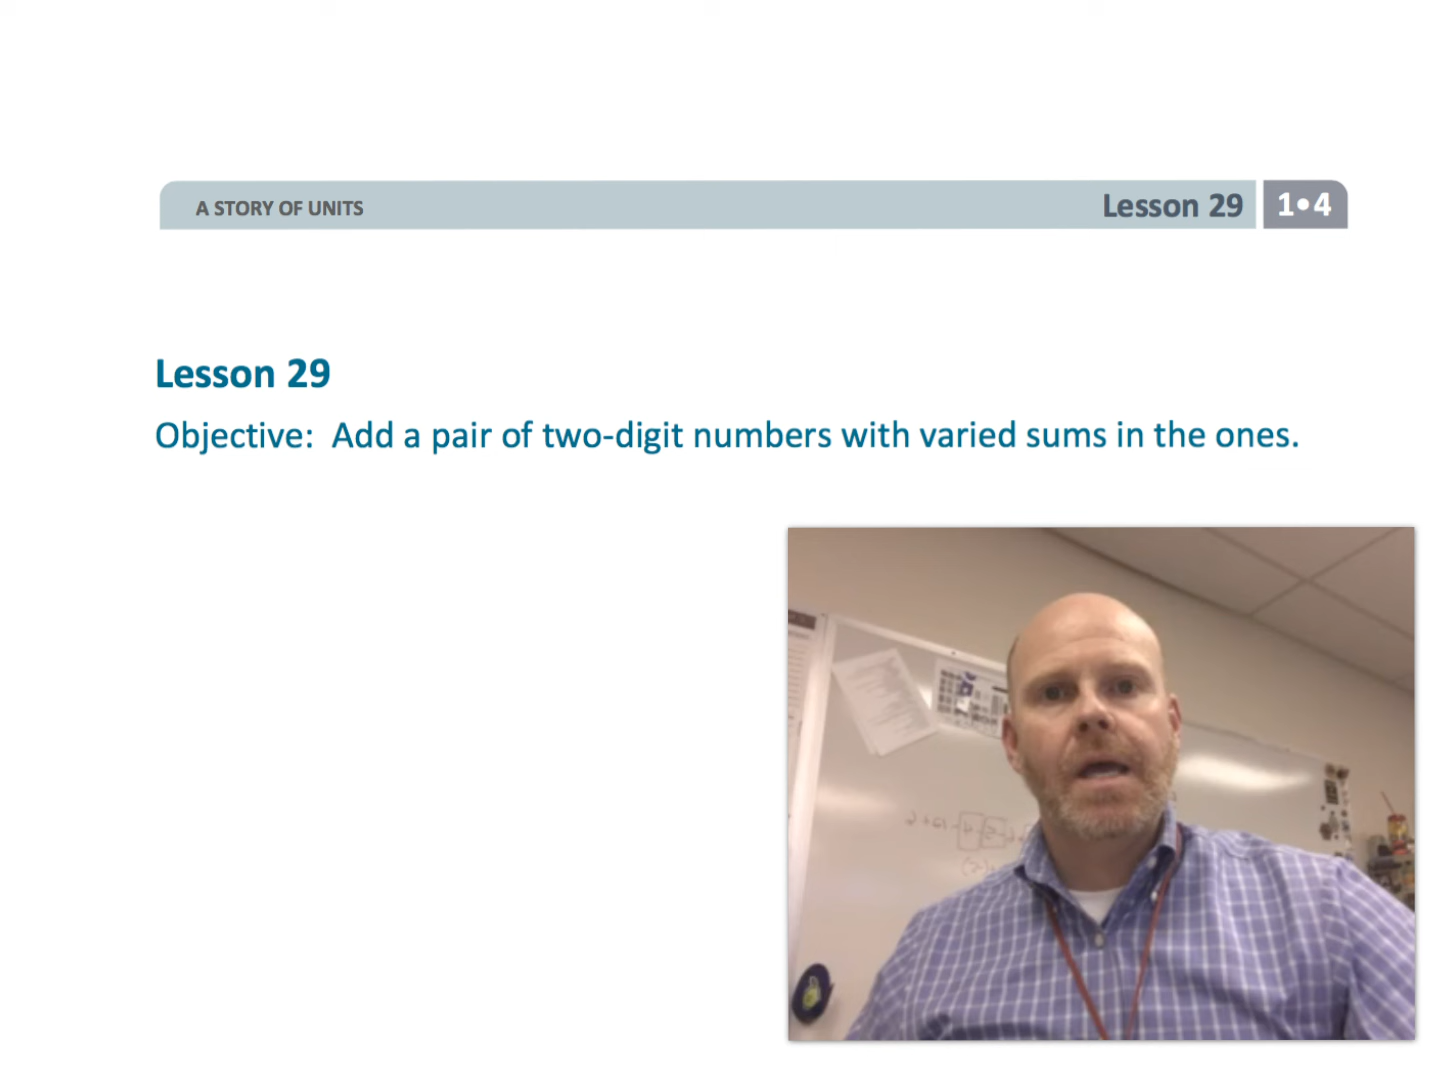 A STORY OF UNITS
Lesson 29
1•4
Lesson 29
Objective: Add a pair of two-digit numbers with varied sums in the ones.